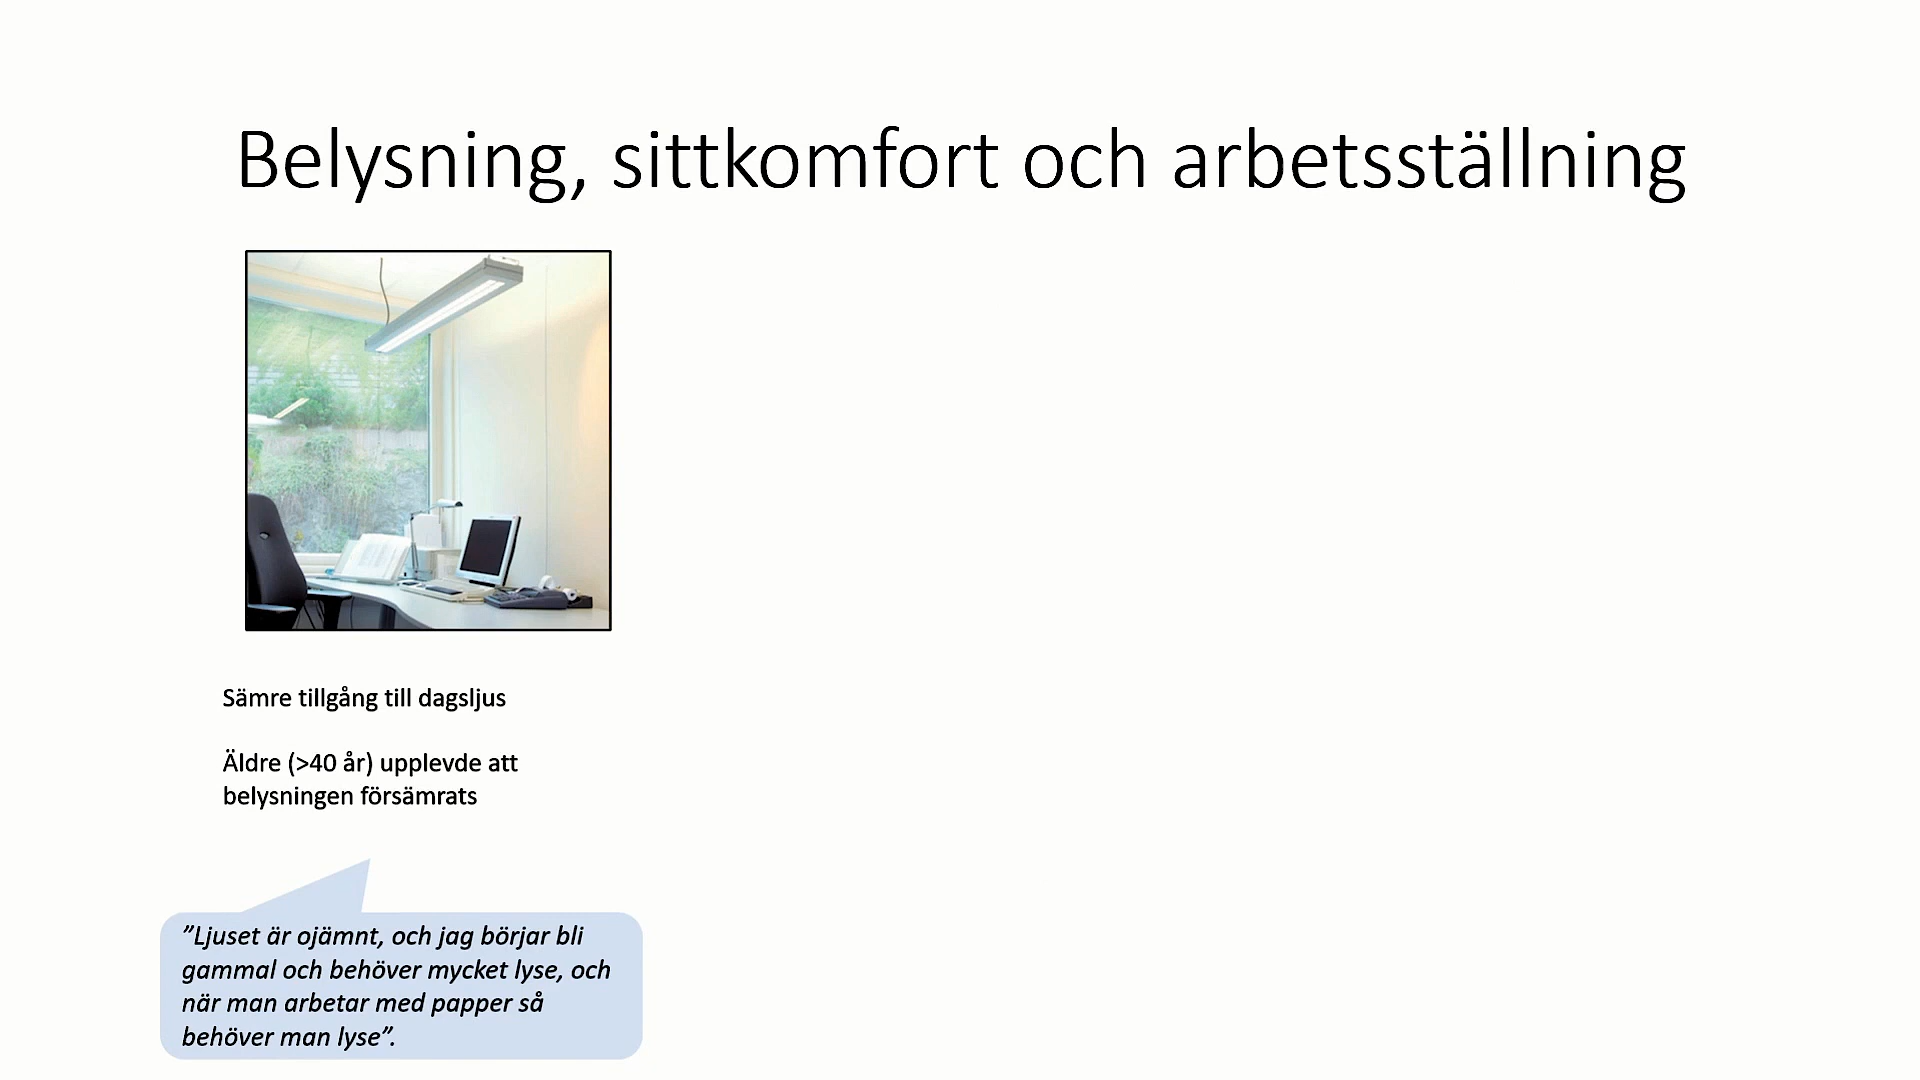 Belysning, sittkomfort och arbetsställning
Sämre tillgång till dagsljus
Äldre (>40 år) upplevde att
belysningen försämrats
”Ljuset är ojämnt, och jag börjar bli
gammal och behöver mycket lyse, och
när man arbetar med papper så
behöver man lyse”.